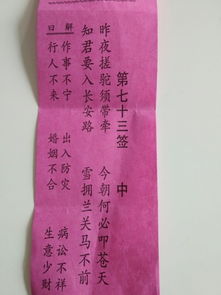 第七十三签 中
昨夜搓驼须带牵 今朝何必叩苍天
知君要入长安路 雪拥兰关马不前
解 作事不宁 出入防灾 病讼不祥
曰 行人不来 婚姻不合 生意少财